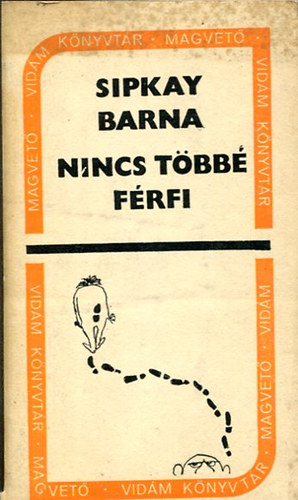 VIDÁM KÖNYVTÁR · MAGVETŐ · VIDÁM KÖNYVTÁR
MAGVETŐ
SIPKAY
BARNA
NINCS TÖBBÉ
FÉRFI
VIDÁM KÖNYVTÁR · MAGVETŐ · VIDÁM KÖNYVTÁR · MAGVETŐ · VIDÁM